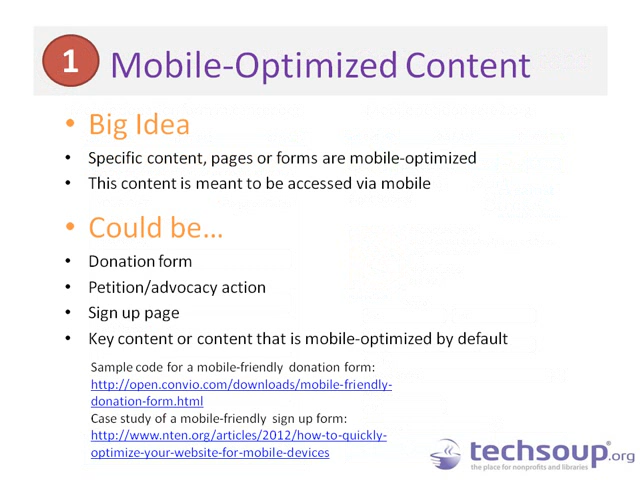 1 Mobile-Optimized Content
• Big Idea
• Specific content, pages or forms are mobile-optimized
• This content is meant to be accessed via mobile
• Could be…
• Donation form
• Petition/advocacy action
• Sign up page
• Key content or content that is mobile-optimized by default
Sample code for a mobile-friendly donation form:
http://open.convio.com/downloads/mobile-friendly-
donation-form.html
Case study of a mobile-friendly sign up form:
http://www.nten.org/articles/2012/how-to-quickly-
optimize-your-website-for-mobile-devices
techsoup®.org
the place for nonprofits and libraries